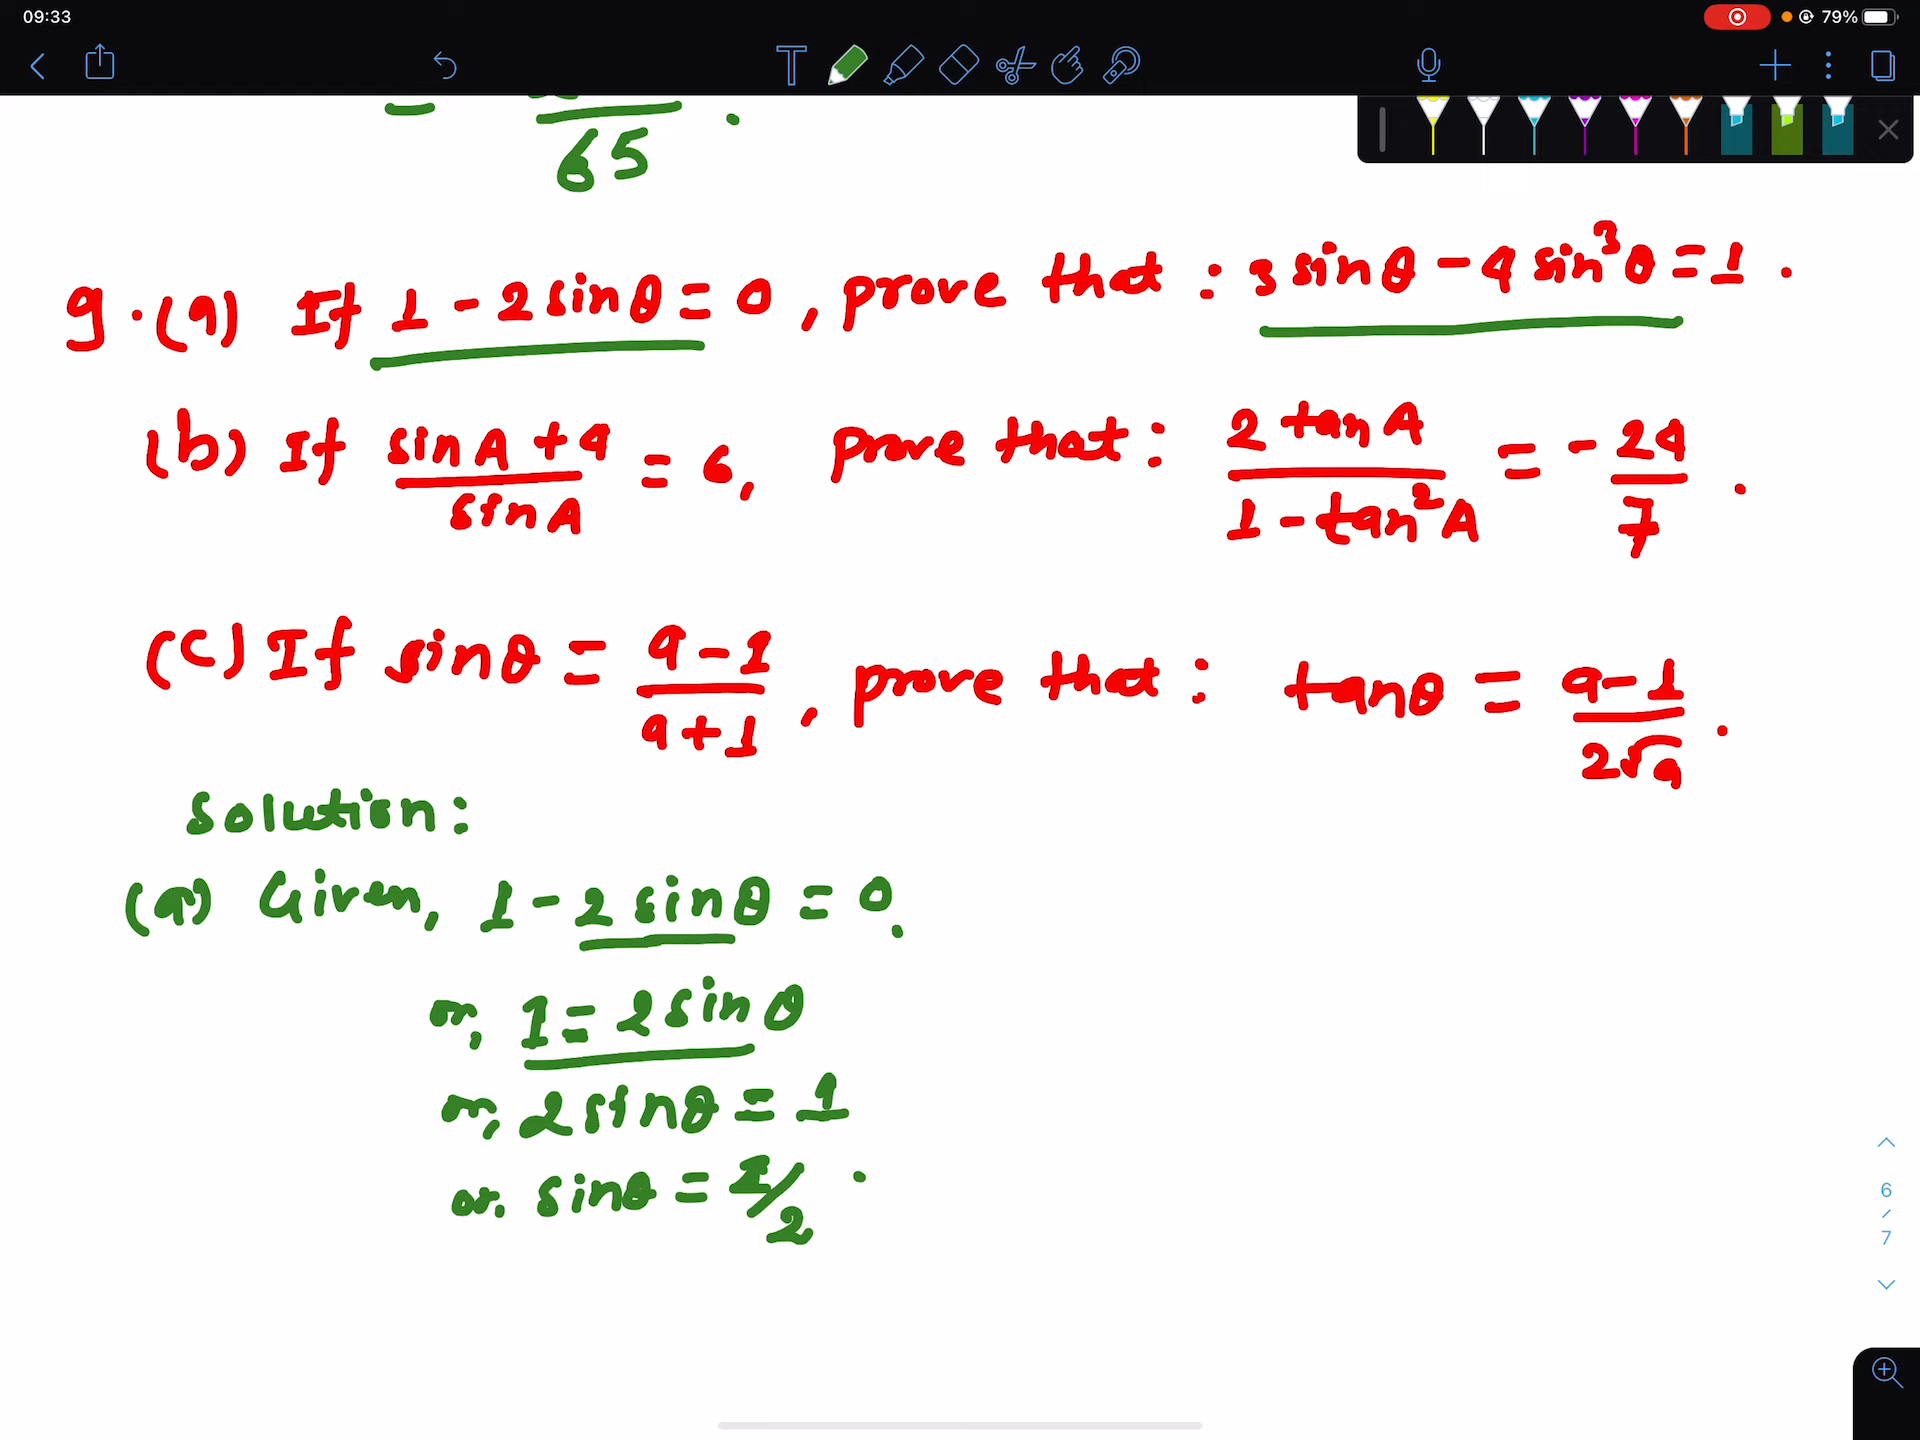 09:33
79%
65 .
9.(a) If 1 - 2 sinθ = 0, prove that : 3 sinθ - 4 sin³θ = 1 .
(b) If (sin A + 4)/(sin A) = 6, prove that : (2 tan A)/(1 - tan²A) = - 24/7 .
(c) If sinθ = (a - 1)/(a + 1), prove that : tanθ = (a - 1)/(2√a) .
Solution :
(a) Given, 1 - 2 sinθ = 0.
or, 1 = 2 sinθ
or, 2 sinθ = 1
or, sinθ = 1/2 .
6
/
7